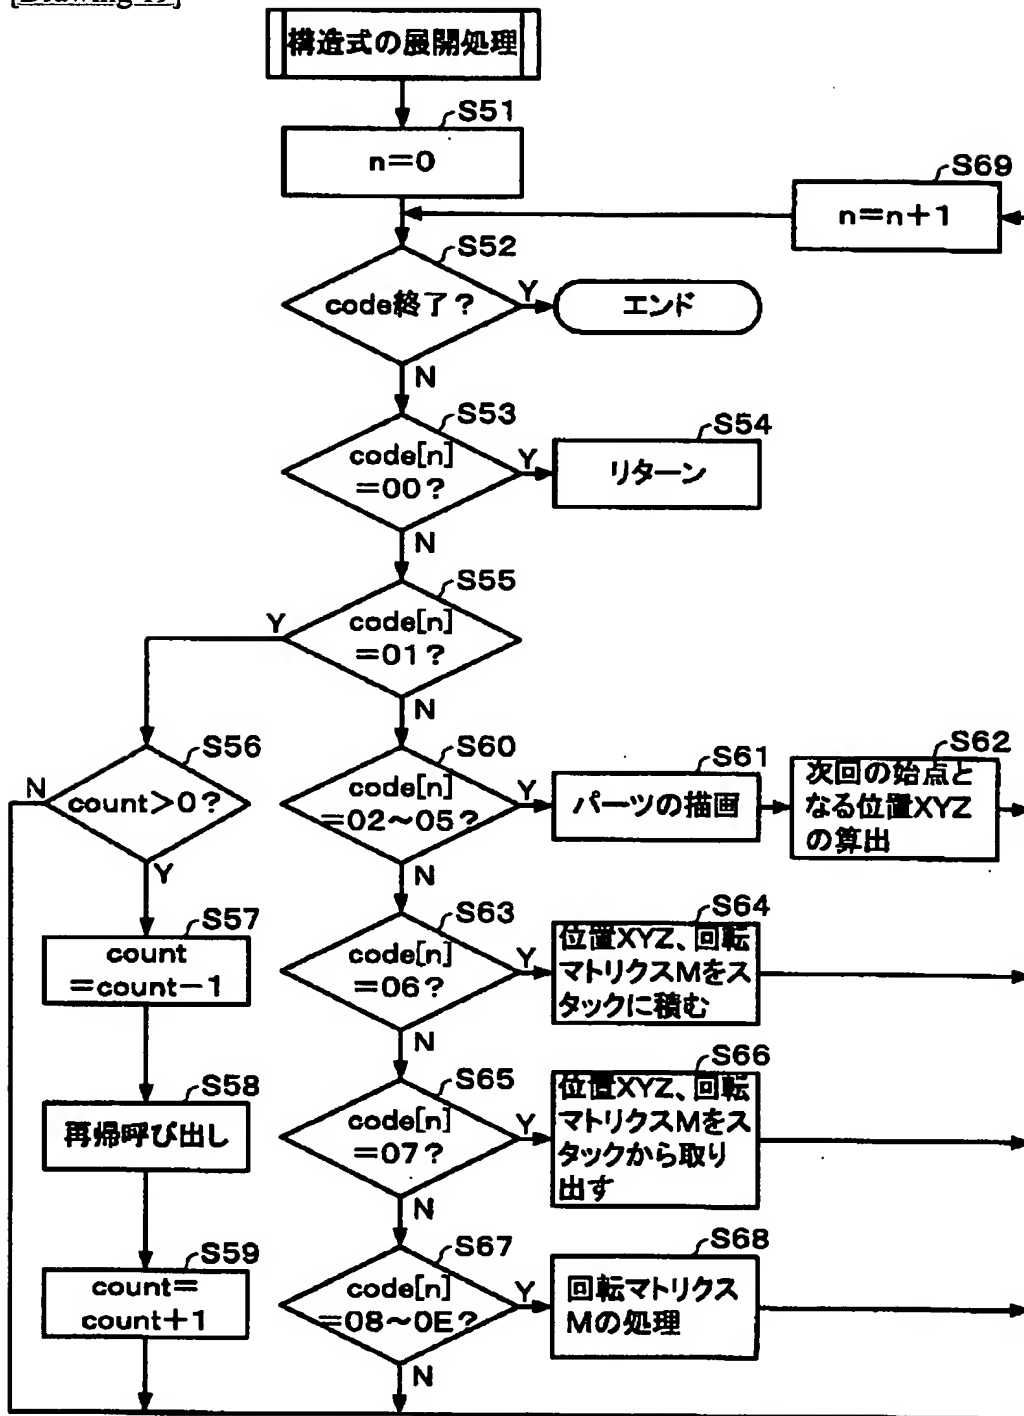 [Drawing 19]
構造式の展開処理
S51
n=0
S69
n=n+1
S52
code終了?
Y
エンド
N
S53
code[n]
=00?
Y
S54
リターン
N
S55
code[n]
=01?
Y
N
S56
count>0?
N
Y
S57
count
=count-1
S58
再帰呼び出し
S59
count=
count+1
S60
code[n]
=02~05?
Y
S61
パーツの描画
S62
次回の始点と
なる位置XYZ
の算出
N
S63
code[n]
=06?
Y
S64
位置XYZ、回転
マトリクスMをス
タックに積む
N
S65
code[n]
=07?
Y
S66
位置XYZ、回転
マトリクスMをス
タックから取り
出す
N
S67
code[n]
=08~0E?
Y
S68
回転マトリクス
Mの処理
N